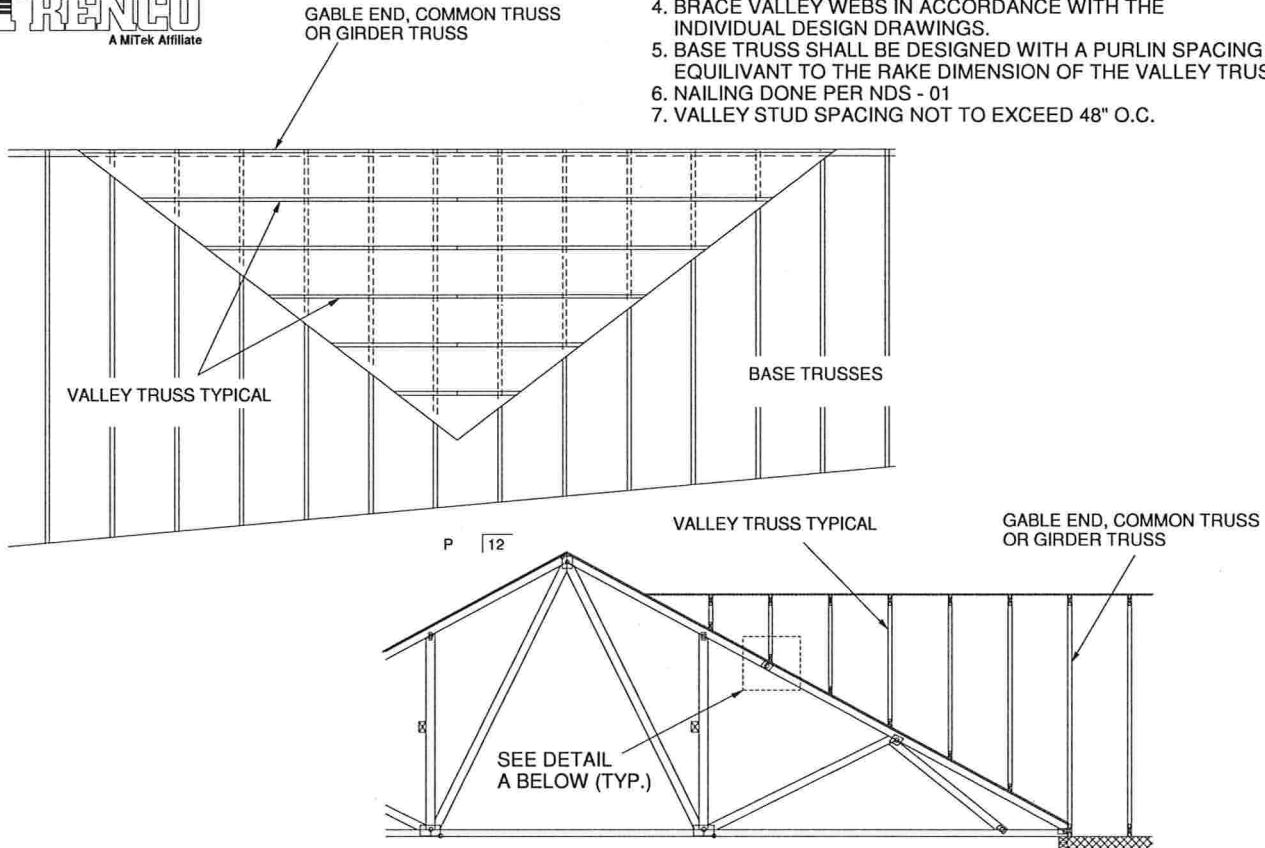 TRENCO
A MiTek Affiliate
GABLE END, COMMON TRUSS
OR GIRDER TRUSS
4. BRACE VALLEY WEBS IN ACCORDANCE WITH THE
INDIVIDUAL DESIGN DRAWINGS.
5. BASE TRUSS SHALL BE DESIGNED WITH A PURLIN SPACING
EQUILIVANT TO THE RAKE DIMENSION OF THE VALLEY TRUS
6. NAILING DONE PER NDS - 01
7. VALLEY STUD SPACING NOT TO EXCEED 48" O.C.
VALLEY TRUSS TYPICAL
BASE TRUSSES
P 12
VALLEY TRUSS TYPICAL
GABLE END, COMMON TRUSS
OR GIRDER TRUSS
SEE DETAIL
A BELOW (TYP.)